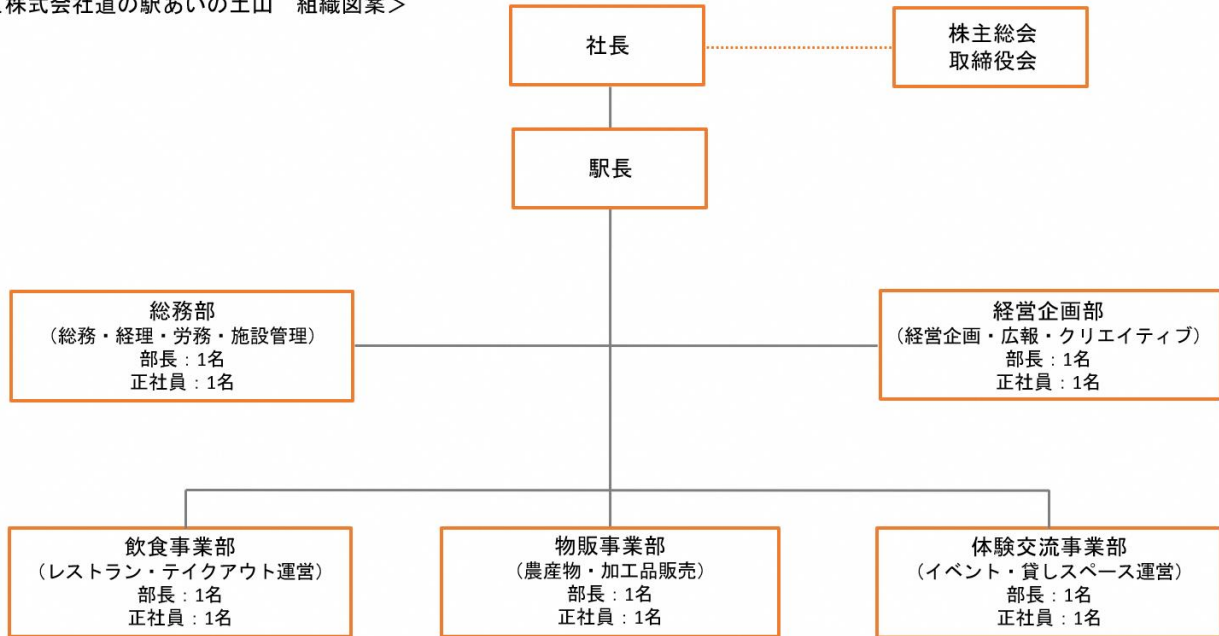 株式会社道の駅あいの土山 組織図案＞
社長
株主総会
取締役会
駅長
総務部
（総務・経理・労務・施設管理）
部長：1名
正社員：1名
経営企画部
（経営企画・広報・クリエイティブ）
部長：1名
正社員：1名
飲食事業部
（レストラン・テイクアウト運営）
部長：1名
正社員：1名
物販事業部
（農産物・加工品販売）
部長：1名
正社員：1名
体験交流事業部
（イベント・貸しスペース運営）
部長：1名
正社員：1名